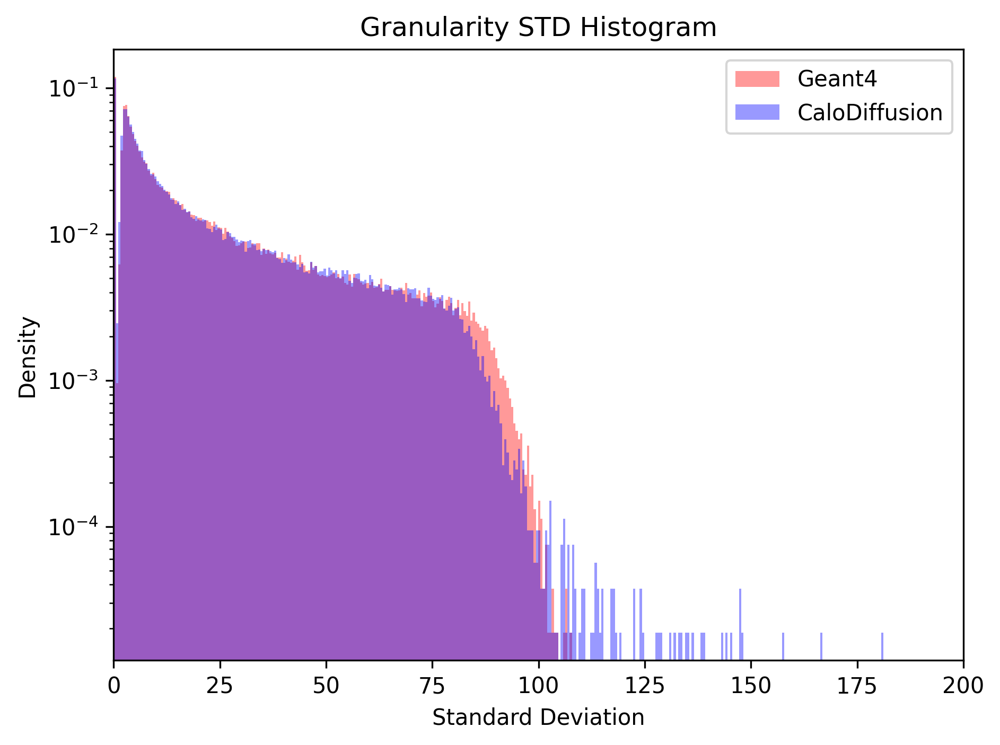 Granularity STD Histogram
Geant4
CaloDiffusion
10⁻¹
10⁻²
10⁻³
10⁻⁴
Density
0 25 50 75 100 125 150 175 200
Standard Deviation